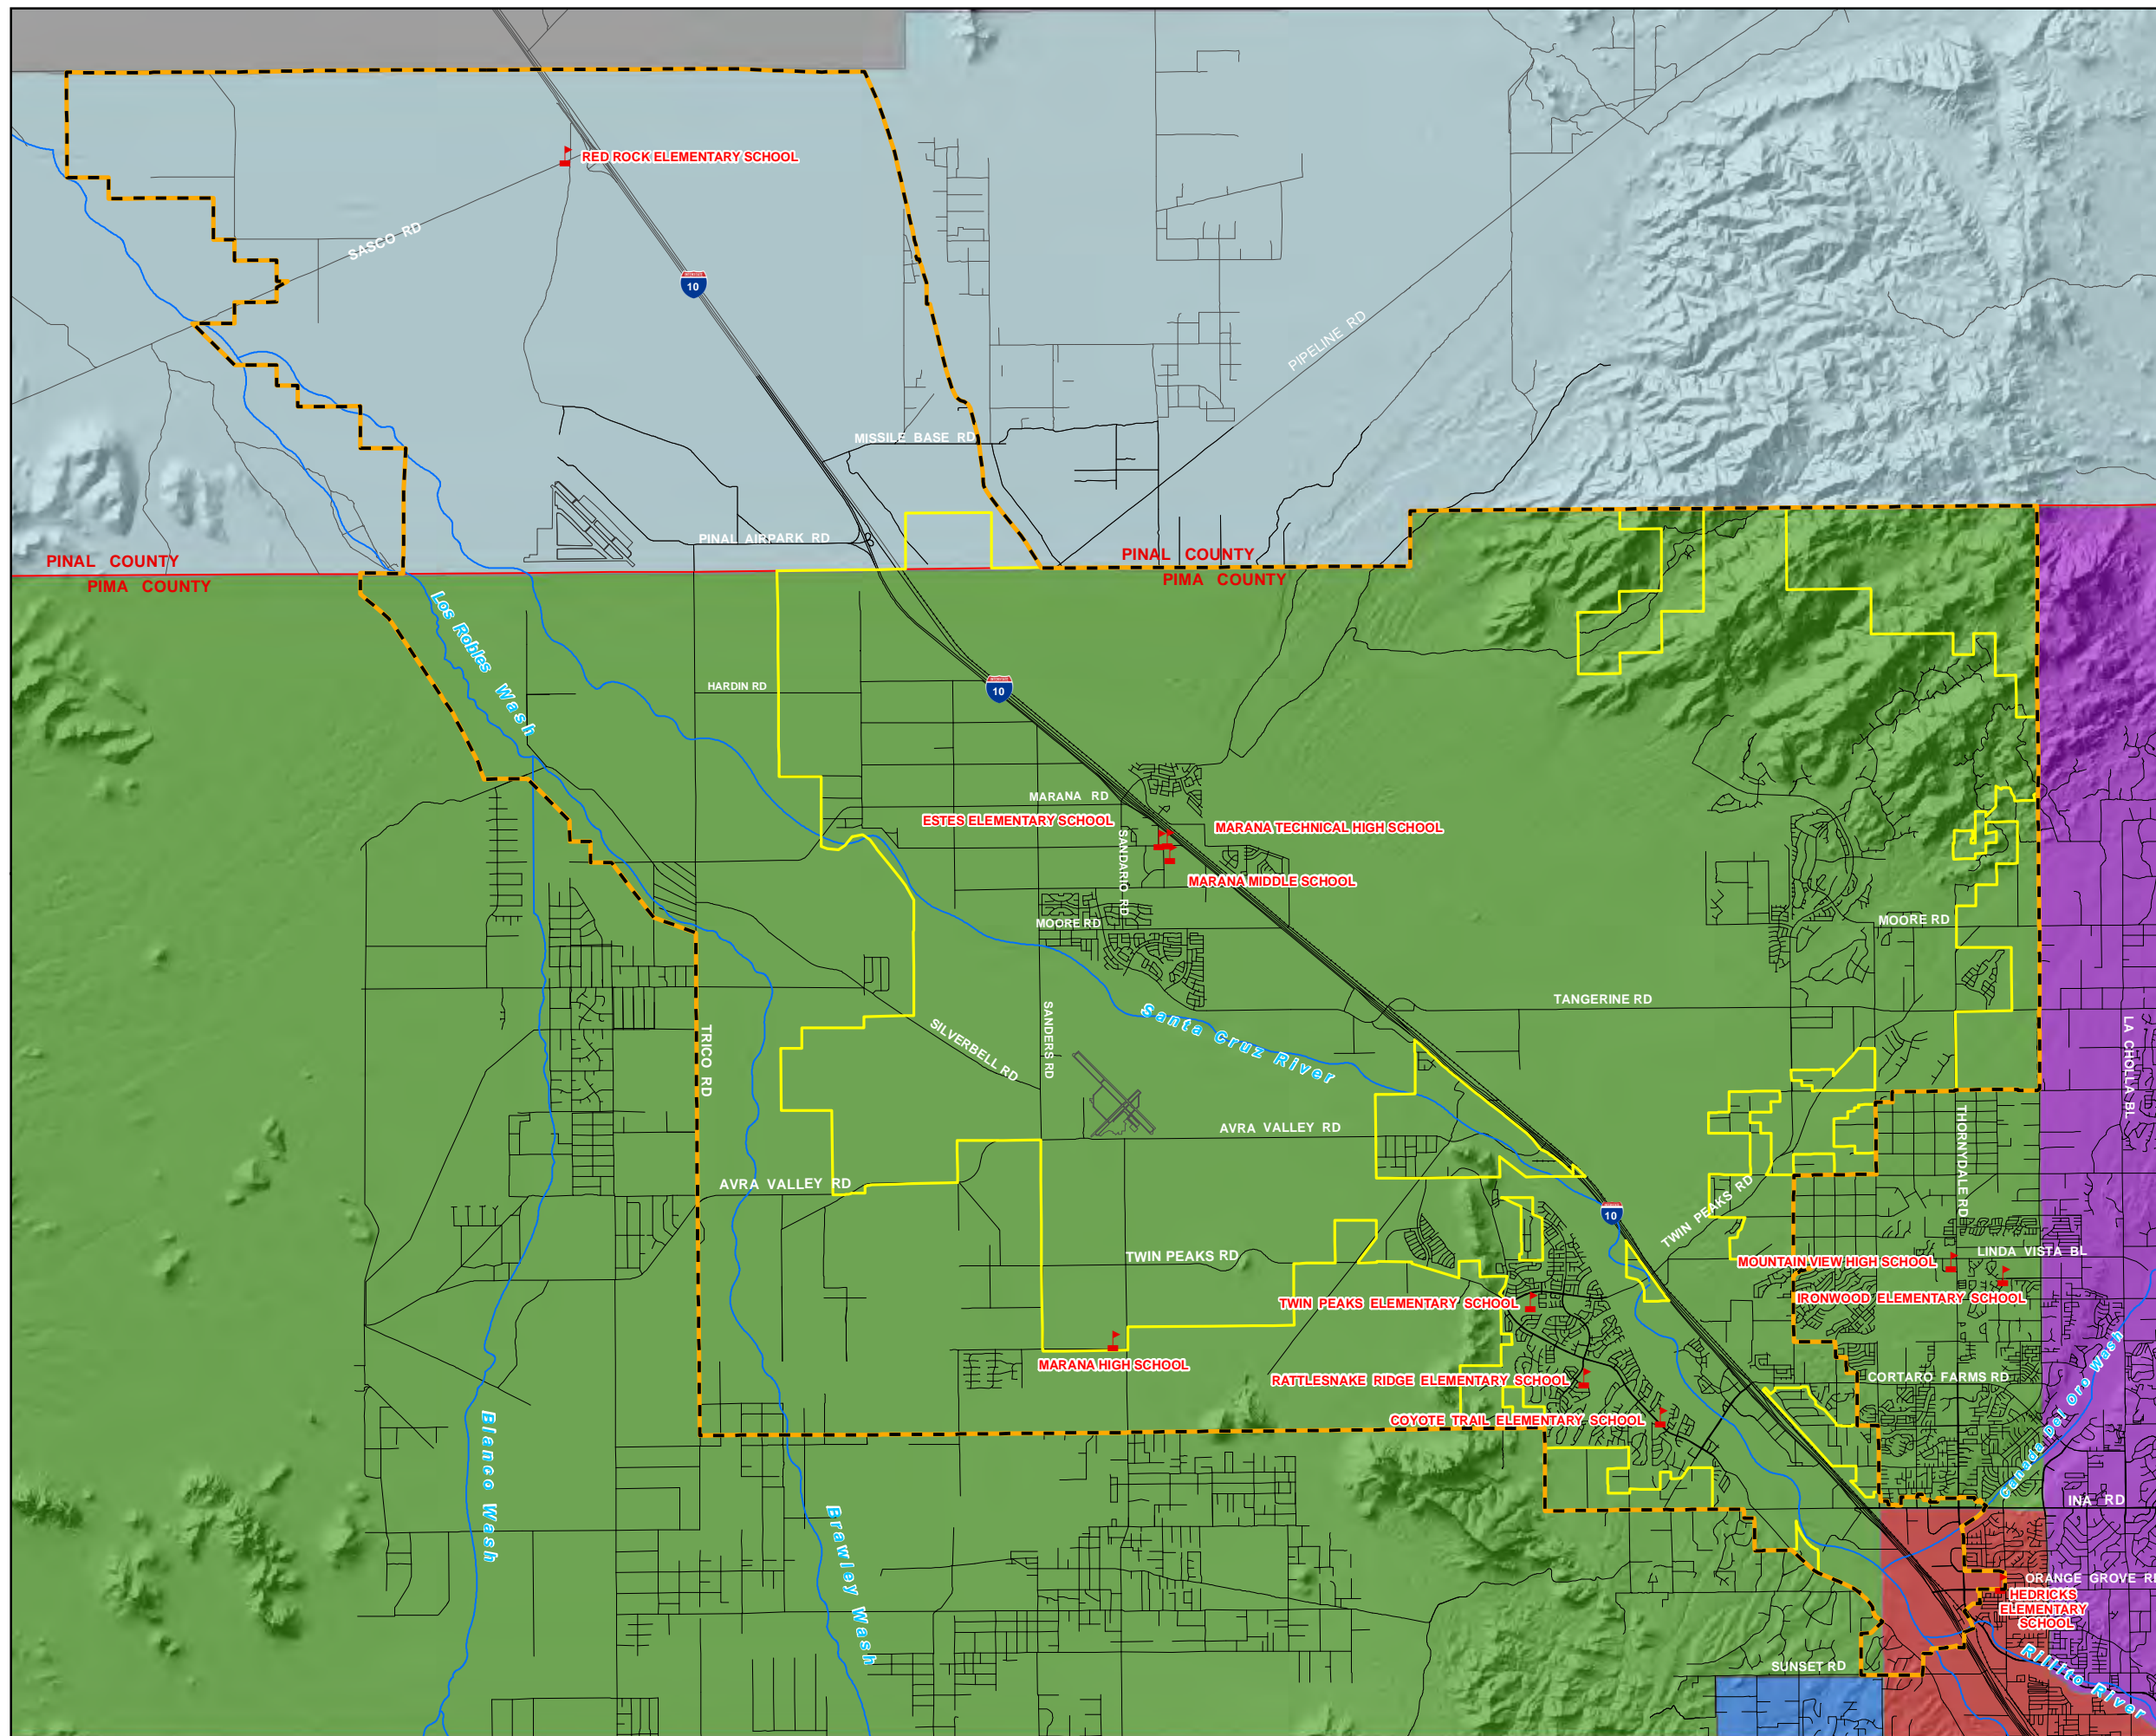 RED ROCK ELEMENTARY SCHOOL
SASCO RD
10
PIPELINE RD
MISSILE BASE RD
PINAL AIRPARK RD
PINAL COUNTY
PIMA COUNTY
PINAL COUNTY
PIMA COUNTY
Los Robles Wash
HARDIN RD
10
MARANA RD
ESTES ELEMENTARY SCHOOL
MARANA TECHNICAL HIGH SCHOOL
SANDARIO RD
MARANA MIDDLE SCHOOL
MOORE RD
MOORE RD
TANGERINE RD
Santa Cruz River
SILVERBELL RD
SANDERS RD
TRICO RD
LA CHOLLA BL
AVRA VALLEY RD
THORNYDALE RD
AVRA VALLEY RD
10
TWIN PEAKS RD
TWIN PEAKS RD
LINDA VISTA BL
MOUNTAIN VIEW HIGH SCHOOL
IRONWOOD ELEMENTARY SCHOOL
TWIN PEAKS ELEMENTARY SCHOOL
MARANA HIGH SCHOOL
RATTLESNAKE RIDGE ELEMENTARY SCHOOL
CORTARO FARMS RD
COYOTE TRAIL ELEMENTARY SCHOOL
Canada Del Oro Wash
Blanco Wash
Brawley Wash
INA RD
ORANGE GROVE RD
HEDRICKS
ELEMENTARY
SCHOOL
SUNSET RD
Rillito River